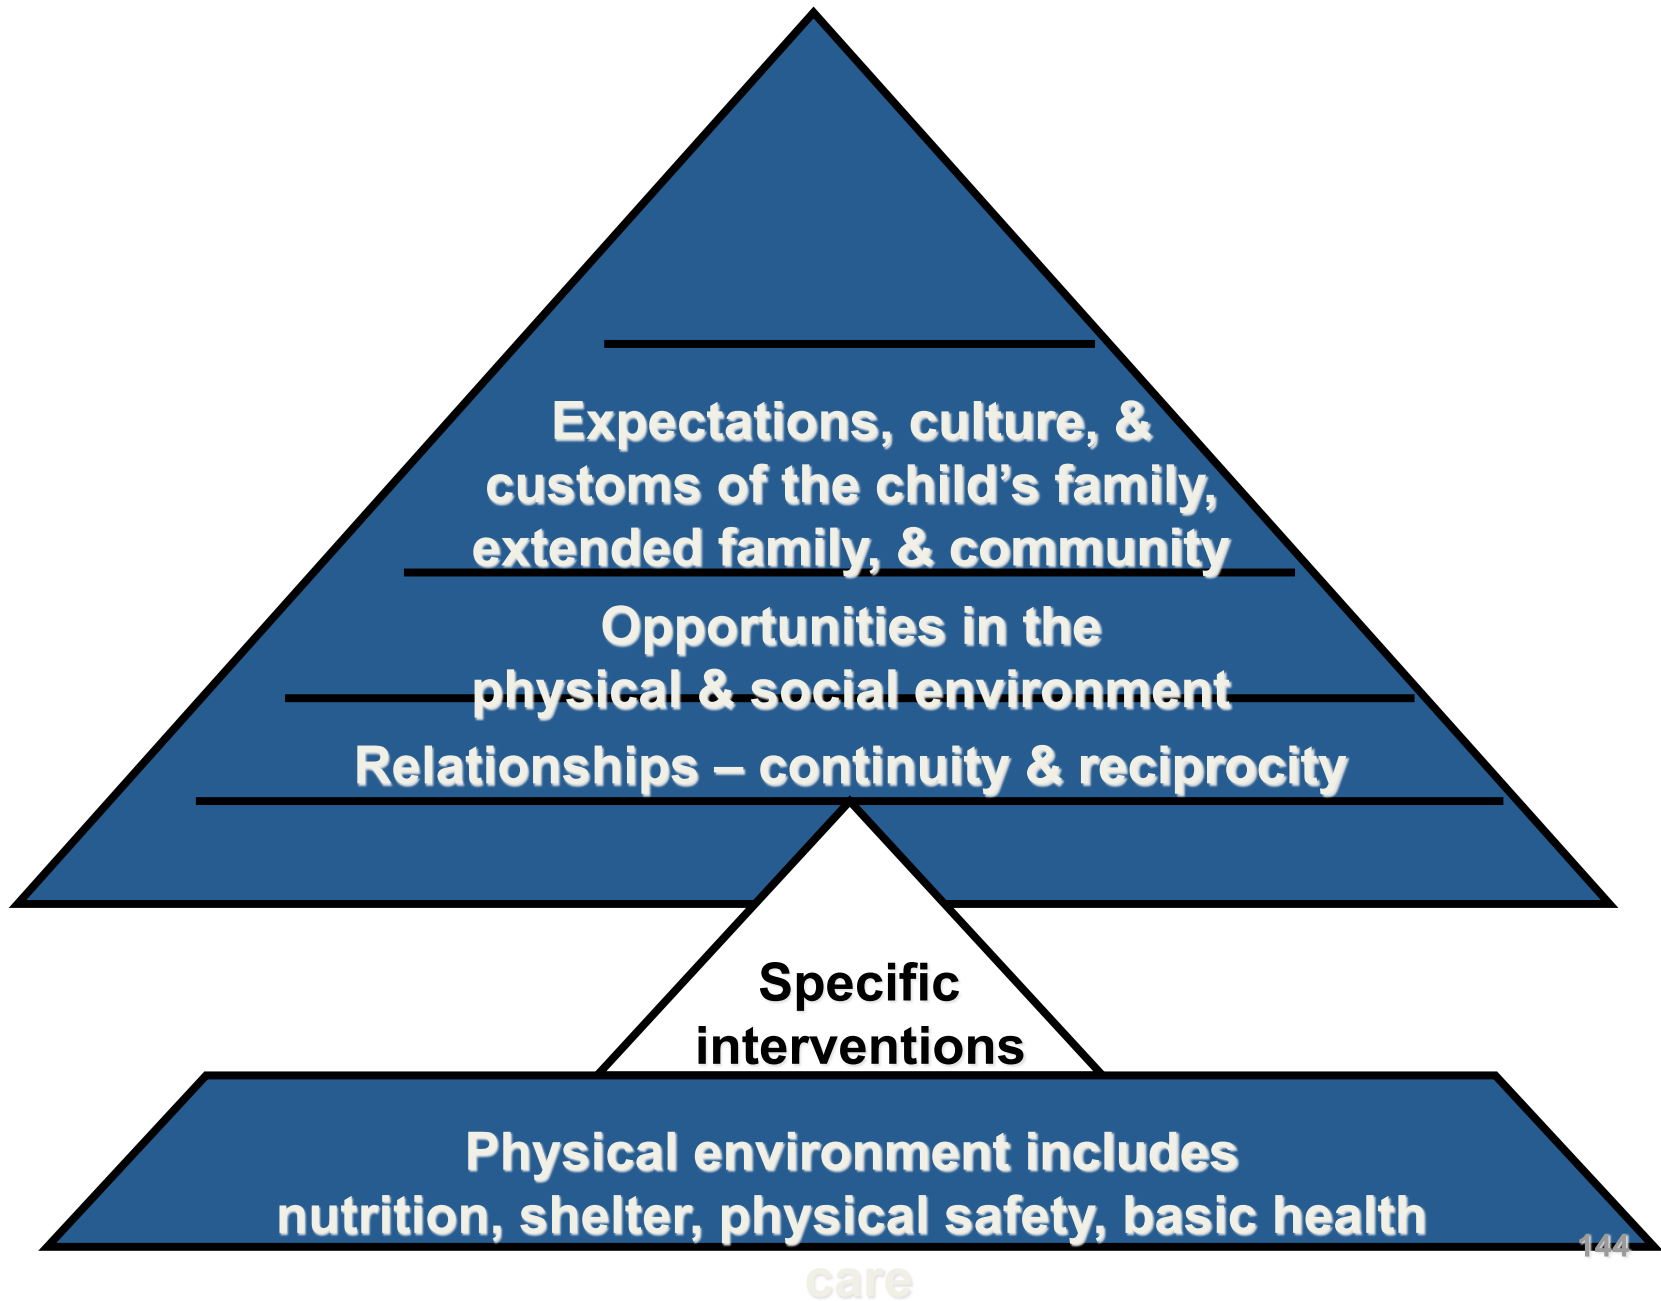 Expectations, culture, &
customs of the child’s family,
extended family, & community
Opportunities in the
physical & social environment
Relationships – continuity & reciprocity
Specific
interventions
Physical environment includes
nutrition, shelter, physical safety, basic health
144
care